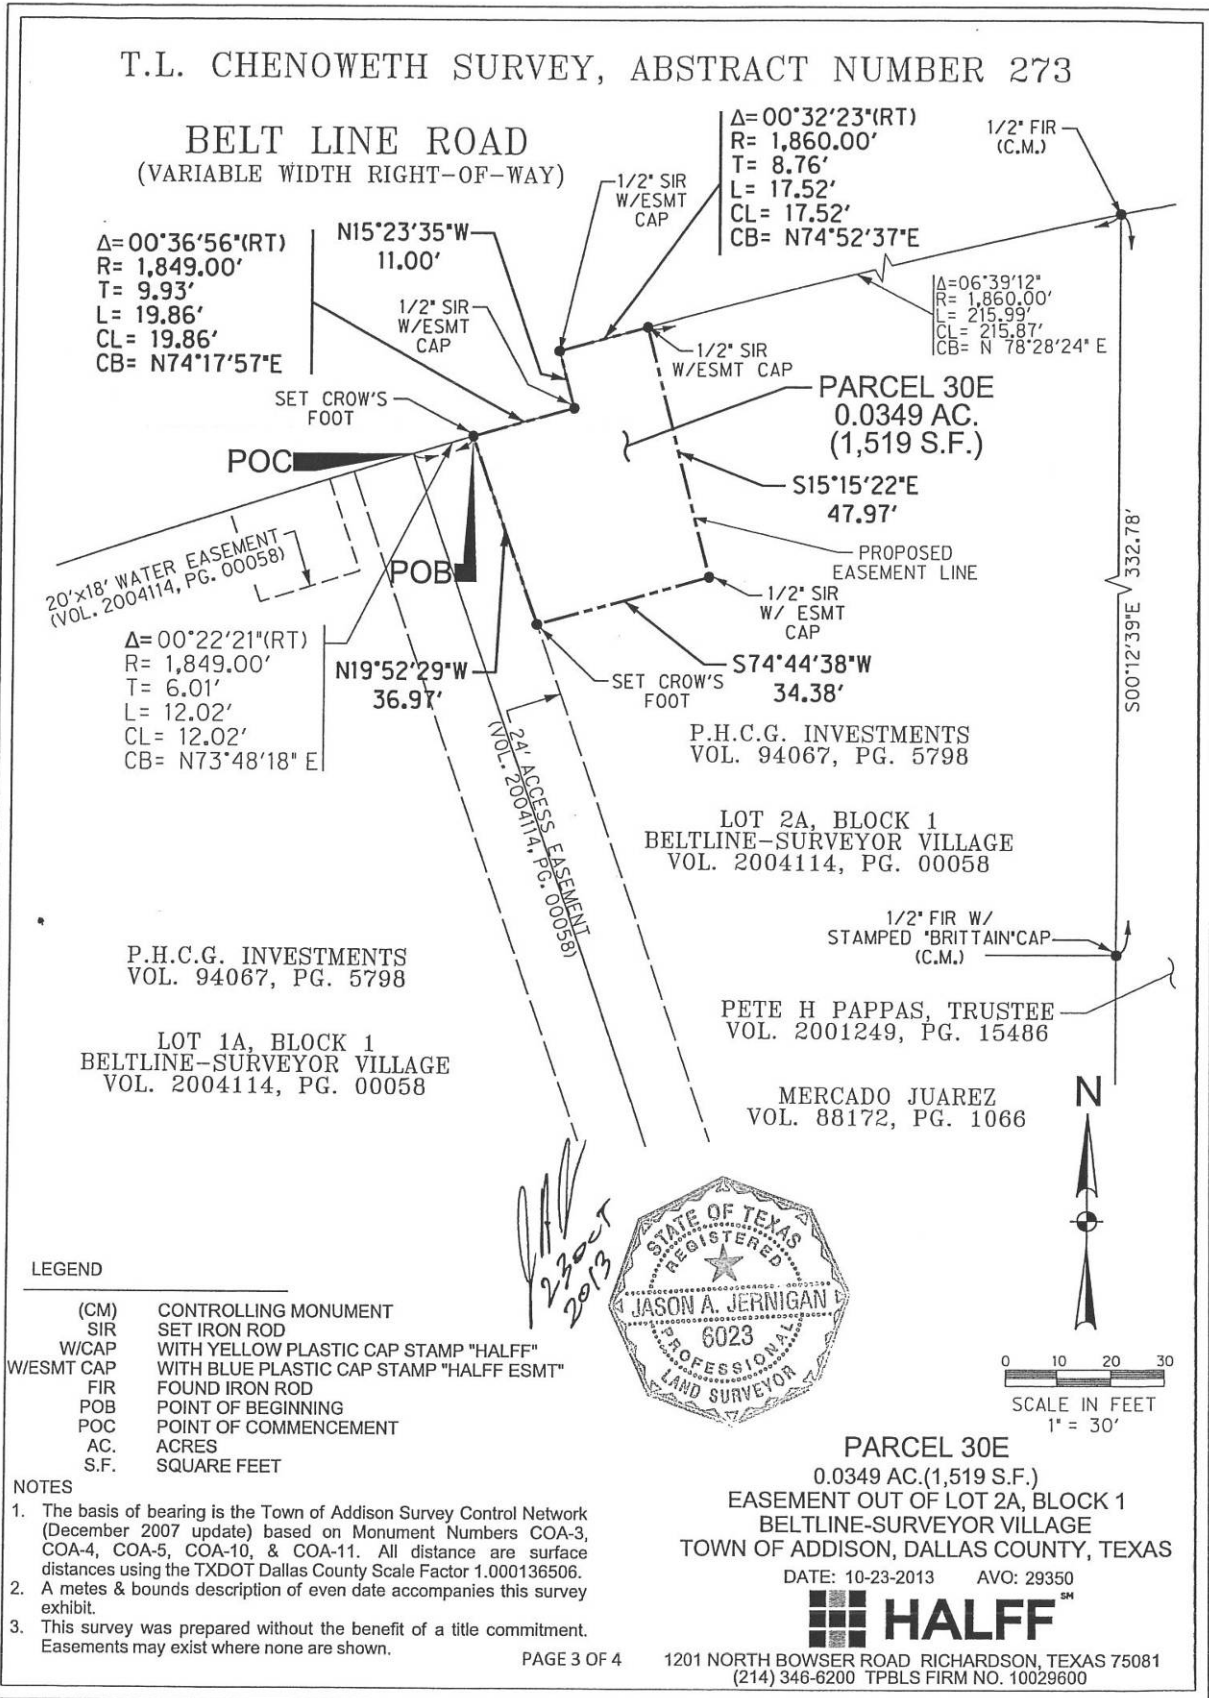 T.L. CHENOWETH SURVEY, ABSTRACT NUMBER 273
BELT LINE ROAD
(VARIABLE WIDTH RIGHT-OF-WAY)
Δ= 00°32'23"(RT)
R= 1,860.00'
T= 8.76'
L= 17.52'
CL= 17.52'
CB= N74°52'37"E
1/2" FIR
(C.M.)
1/2" SIR
W/ESMT
CAP
Δ= 00°36'56"(RT)
R= 1,849.00'
T= 9.93'
L= 19.86'
CL= 19.86'
CB= N74°17'57"E
N15°23'35"W
11.00'
1/2" SIR
W/ESMT
CAP
Δ=06°39'12"
R= 1,860.00'
L= 215.99'
CL= 215.87'
CB= N 78°28'24" E
1/2" SIR
W/ESMT CAP
SET CROW'S
FOOT
PARCEL 30E
0.0349 AC.
(1,519 S.F.)
POC
S15°15'22"E
47.97'
20'x18' WATER EASEMENT
(VOL. 2004114, PG. 00058)
POB
PROPOSED
EASEMENT LINE
S00°12'39"E 332.78'
1/2" SIR
W/ ESMT
CAP
Δ= 00°22'21"(RT)
R= 1,849.00'
T= 6.01'
L= 12.02'
CL= 12.02'
CB= N73°48'18" E
N19°52'29"W
36.97'
SET CROW'S
FOOT
S74°44'38"W
34.38'
24' ACCESS EASEMENT
(VOL. 2004114, PG. 00058)
P.H.C.G. INVESTMENTS
VOL. 94067, PG. 5798
LOT 2A, BLOCK 1
BELTLINE-SURVEYOR VILLAGE
VOL. 2004114, PG. 00058
1/2" FIR W/
STAMPED "BRITTAIN"CAP
(C.M.)
P.H.C.G. INVESTMENTS
VOL. 94067, PG. 5798
LOT 1A, BLOCK 1
BELTLINE-SURVEYOR VILLAGE
VOL. 2004114, PG. 00058
PETE H PAPPAS, TRUSTEE
VOL. 2001249, PG. 15486
MERCADO JUAREZ
VOL. 88172, PG. 1066
N
23 OCT
2013
STATE OF TEXAS
REGISTERED
JASON A. JERNIGAN
6023
PROFESSIONAL
LAND SURVEYOR
LEGEND
(CM) CONTROLLING MONUMENT
SIR SET IRON ROD
W/CAP WITH YELLOW PLASTIC CAP STAMP "HALFF"
W/ESMT CAP WITH BLUE PLASTIC CAP STAMP "HALFF ESMT"
FIR FOUND IRON ROD
POB POINT OF BEGINNING
POC POINT OF COMMENCEMENT
AC. ACRES
S.F. SQUARE FEET
NOTES
1. The basis of bearing is the Town of Addison Survey Control Network
(December 2007 update) based on Monument Numbers COA-3,
COA-4, COA-5, COA-10, & COA-11. All distance are surface
distances using the TXDOT Dallas County Scale Factor 1.000136506.
2. A metes & bounds description of even date accompanies this survey
exhibit.
3. This survey was prepared without the benefit of a title commitment.
Easements may exist where none are shown.
PAGE 3 OF 4
0 10 20 30
SCALE IN FEET
1" = 30'
PARCEL 30E
0.0349 AC.(1,519 S.F.)
EASEMENT OUT OF LOT 2A, BLOCK 1
BELTLINE-SURVEYOR VILLAGE
TOWN OF ADDISON, DALLAS COUNTY, TEXAS
DATE: 10-23-2013 AVO: 29350
HALFF SM
1201 NORTH BOWSER ROAD RICHARDSON, TEXAS 75081
(214) 346-6200 TPBLS FIRM NO. 10029600